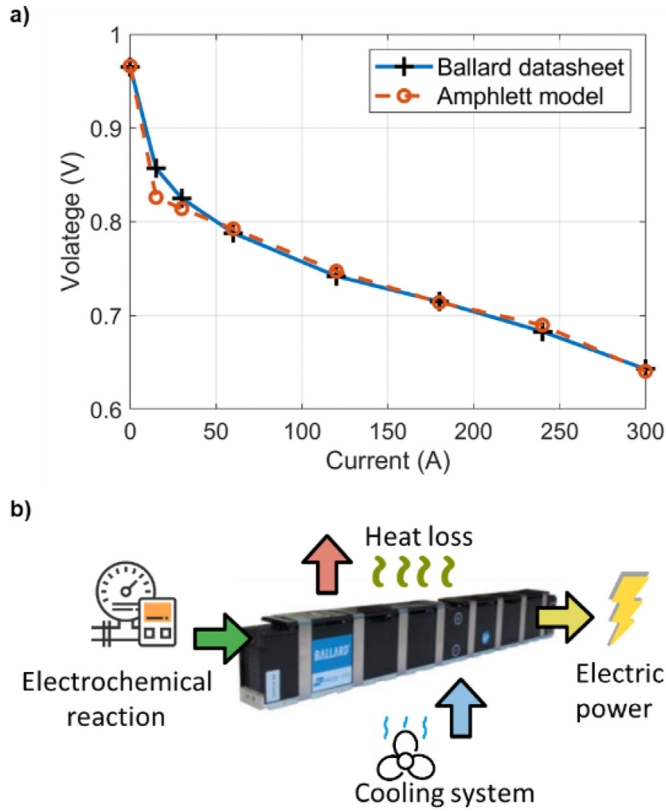 a)
1
0.9
0.8
0.7
0.6
Volatege (V)
Ballard datasheet
Amphlett model
0 50 100 150 200 250 300
Current (A)
b)
Heat loss
BALLARD
Electrochemical
reaction
Electric
power
Cooling system